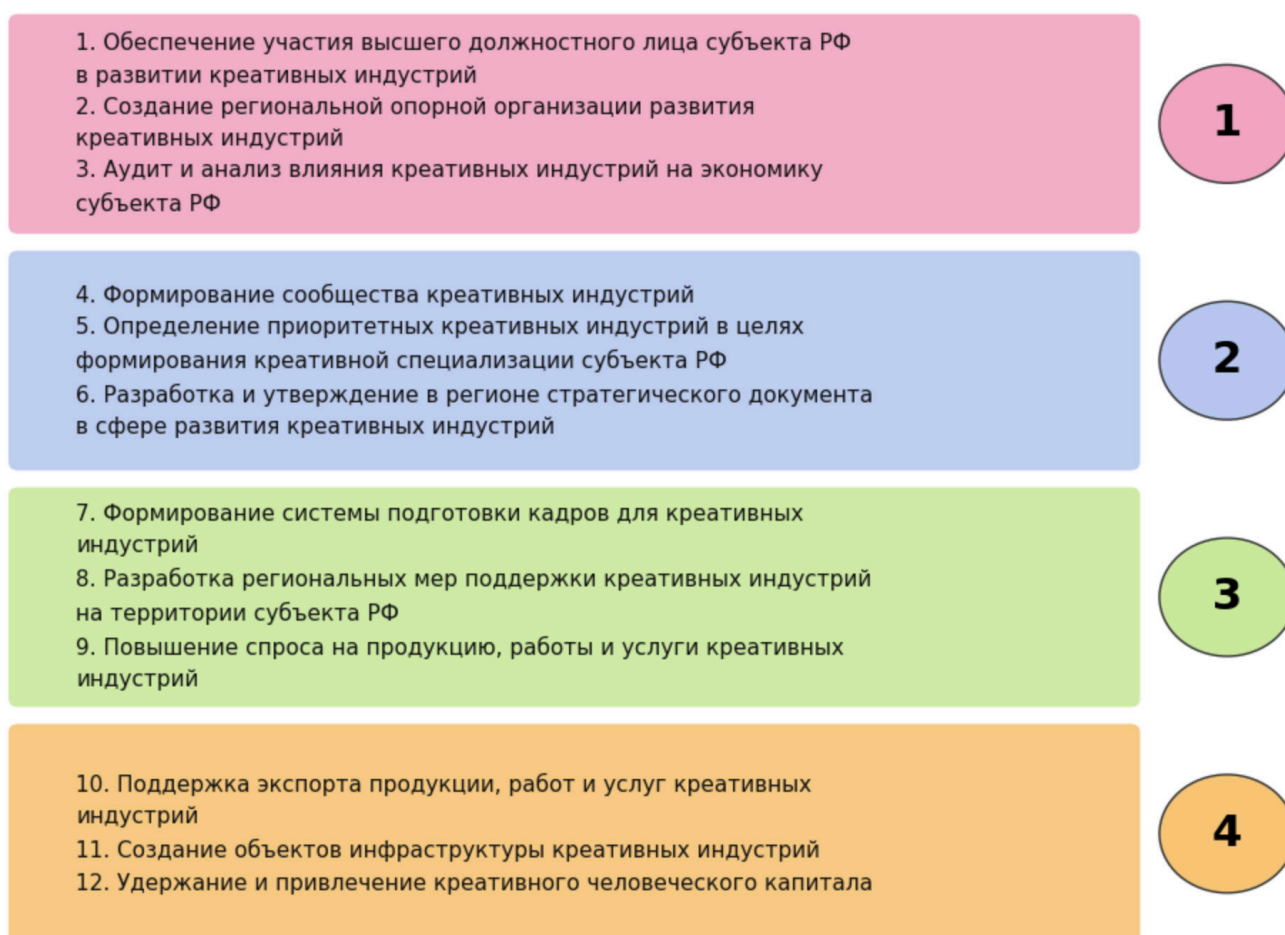 1. Обеспечение участия высшего должностного лица субъекта РФ
в развитии креативных индустрий
2. Создание региональной опорной организации развития
креативных индустрий
3. Аудит и анализ влияния креативных индустрий на экономику
субъекта РФ
1
4. Формирование сообщества креативных индустрий
5. Определение приоритетных креативных индустрий в целях
формирования креативной специализации субъекта РФ
6. Разработка и утверждение в регионе стратегического документа
в сфере развития креативных индустрий
2
7. Формирование системы подготовки кадров для креативных
индустрий
8. Разработка региональных мер поддержки креативных индустрий
на территории субъекта РФ
9. Повышение спроса на продукцию, работы и услуги креативных
индустрий
3
10. Поддержка экспорта продукции, работ и услуг креативных
индустрий
11. Создание объектов инфраструктуры креативных индустрий
12. Удержание и привлечение креативного человеческого капитала
4